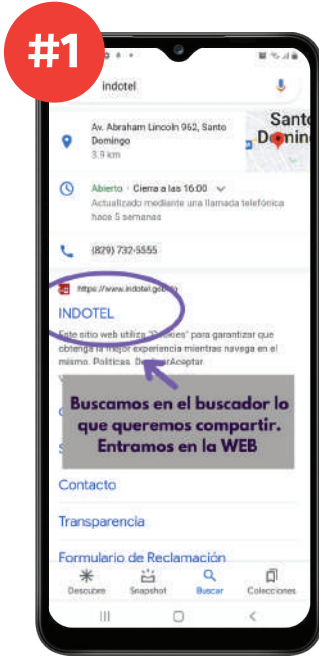 #1
indotel
Av. Abraham Lincoln 962, Santo
Domingo
3.9 km
Santo
Domin
Abierto · Cierra a las 16:00
Actualizado mediante una llamada telefónica
hace 5 semanas
(829) 732-5555
https://www.indotel.gob.do
INDOTEL
Este sitio web utiliza "Cookies" para garantizar que
obtenga la mejor experiencia mientras navega en el
mismo. Politicas.
Aceptar.
Buscamos en el buscador lo
que queremos compartir.
Entramos en la WEB
Contacto
Transparencia
Formulario de Reclamación
Descubre Snapshot Buscar Colecciones